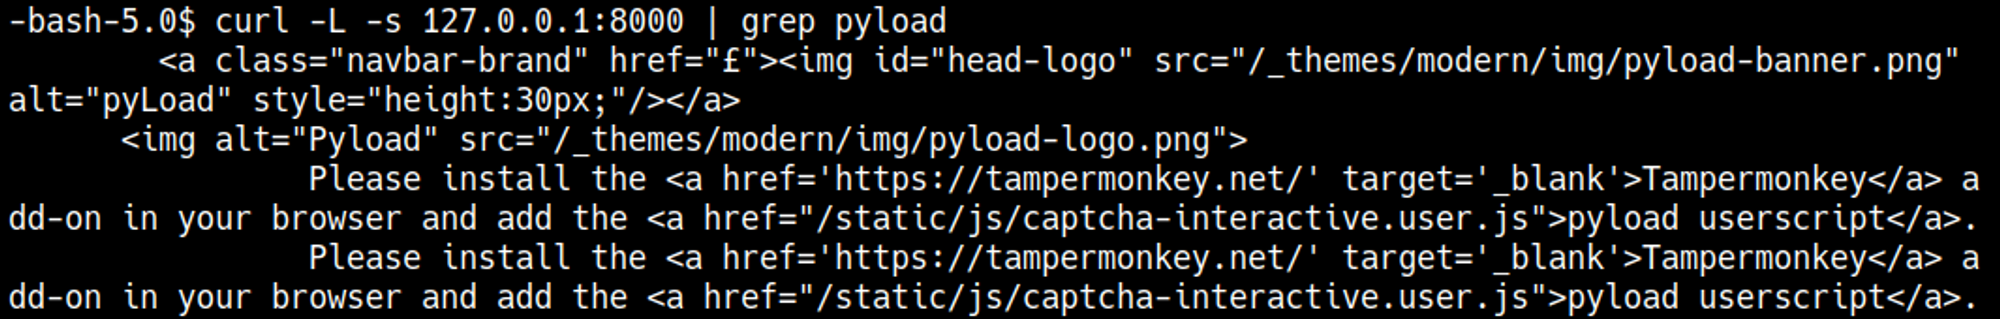 -bash-5.0$ curl -L -s 127.0.0.1:8000 | grep pyload
<a class="navbar-brand" href="£"><img id="head-logo" src="/_themes/modern/img/pyload-banner.png"
alt="pyLoad" style="height:30px;"/></a>
<img alt="Pyload" src="/_themes/modern/img/pyload-logo.png">
Please install the <a href='https://tampermonkey.net/' target='_blank'>Tampermonkey</a> a
dd-on in your browser and add the <a href="/static/js/captcha-interactive.user.js">pyload userscript</a>.
Please install the <a href='https://tampermonkey.net/' target='_blank'>Tampermonkey</a> a
dd-on in your browser and add the <a href="/static/js/captcha-interactive.user.js">pyload userscript</a>.